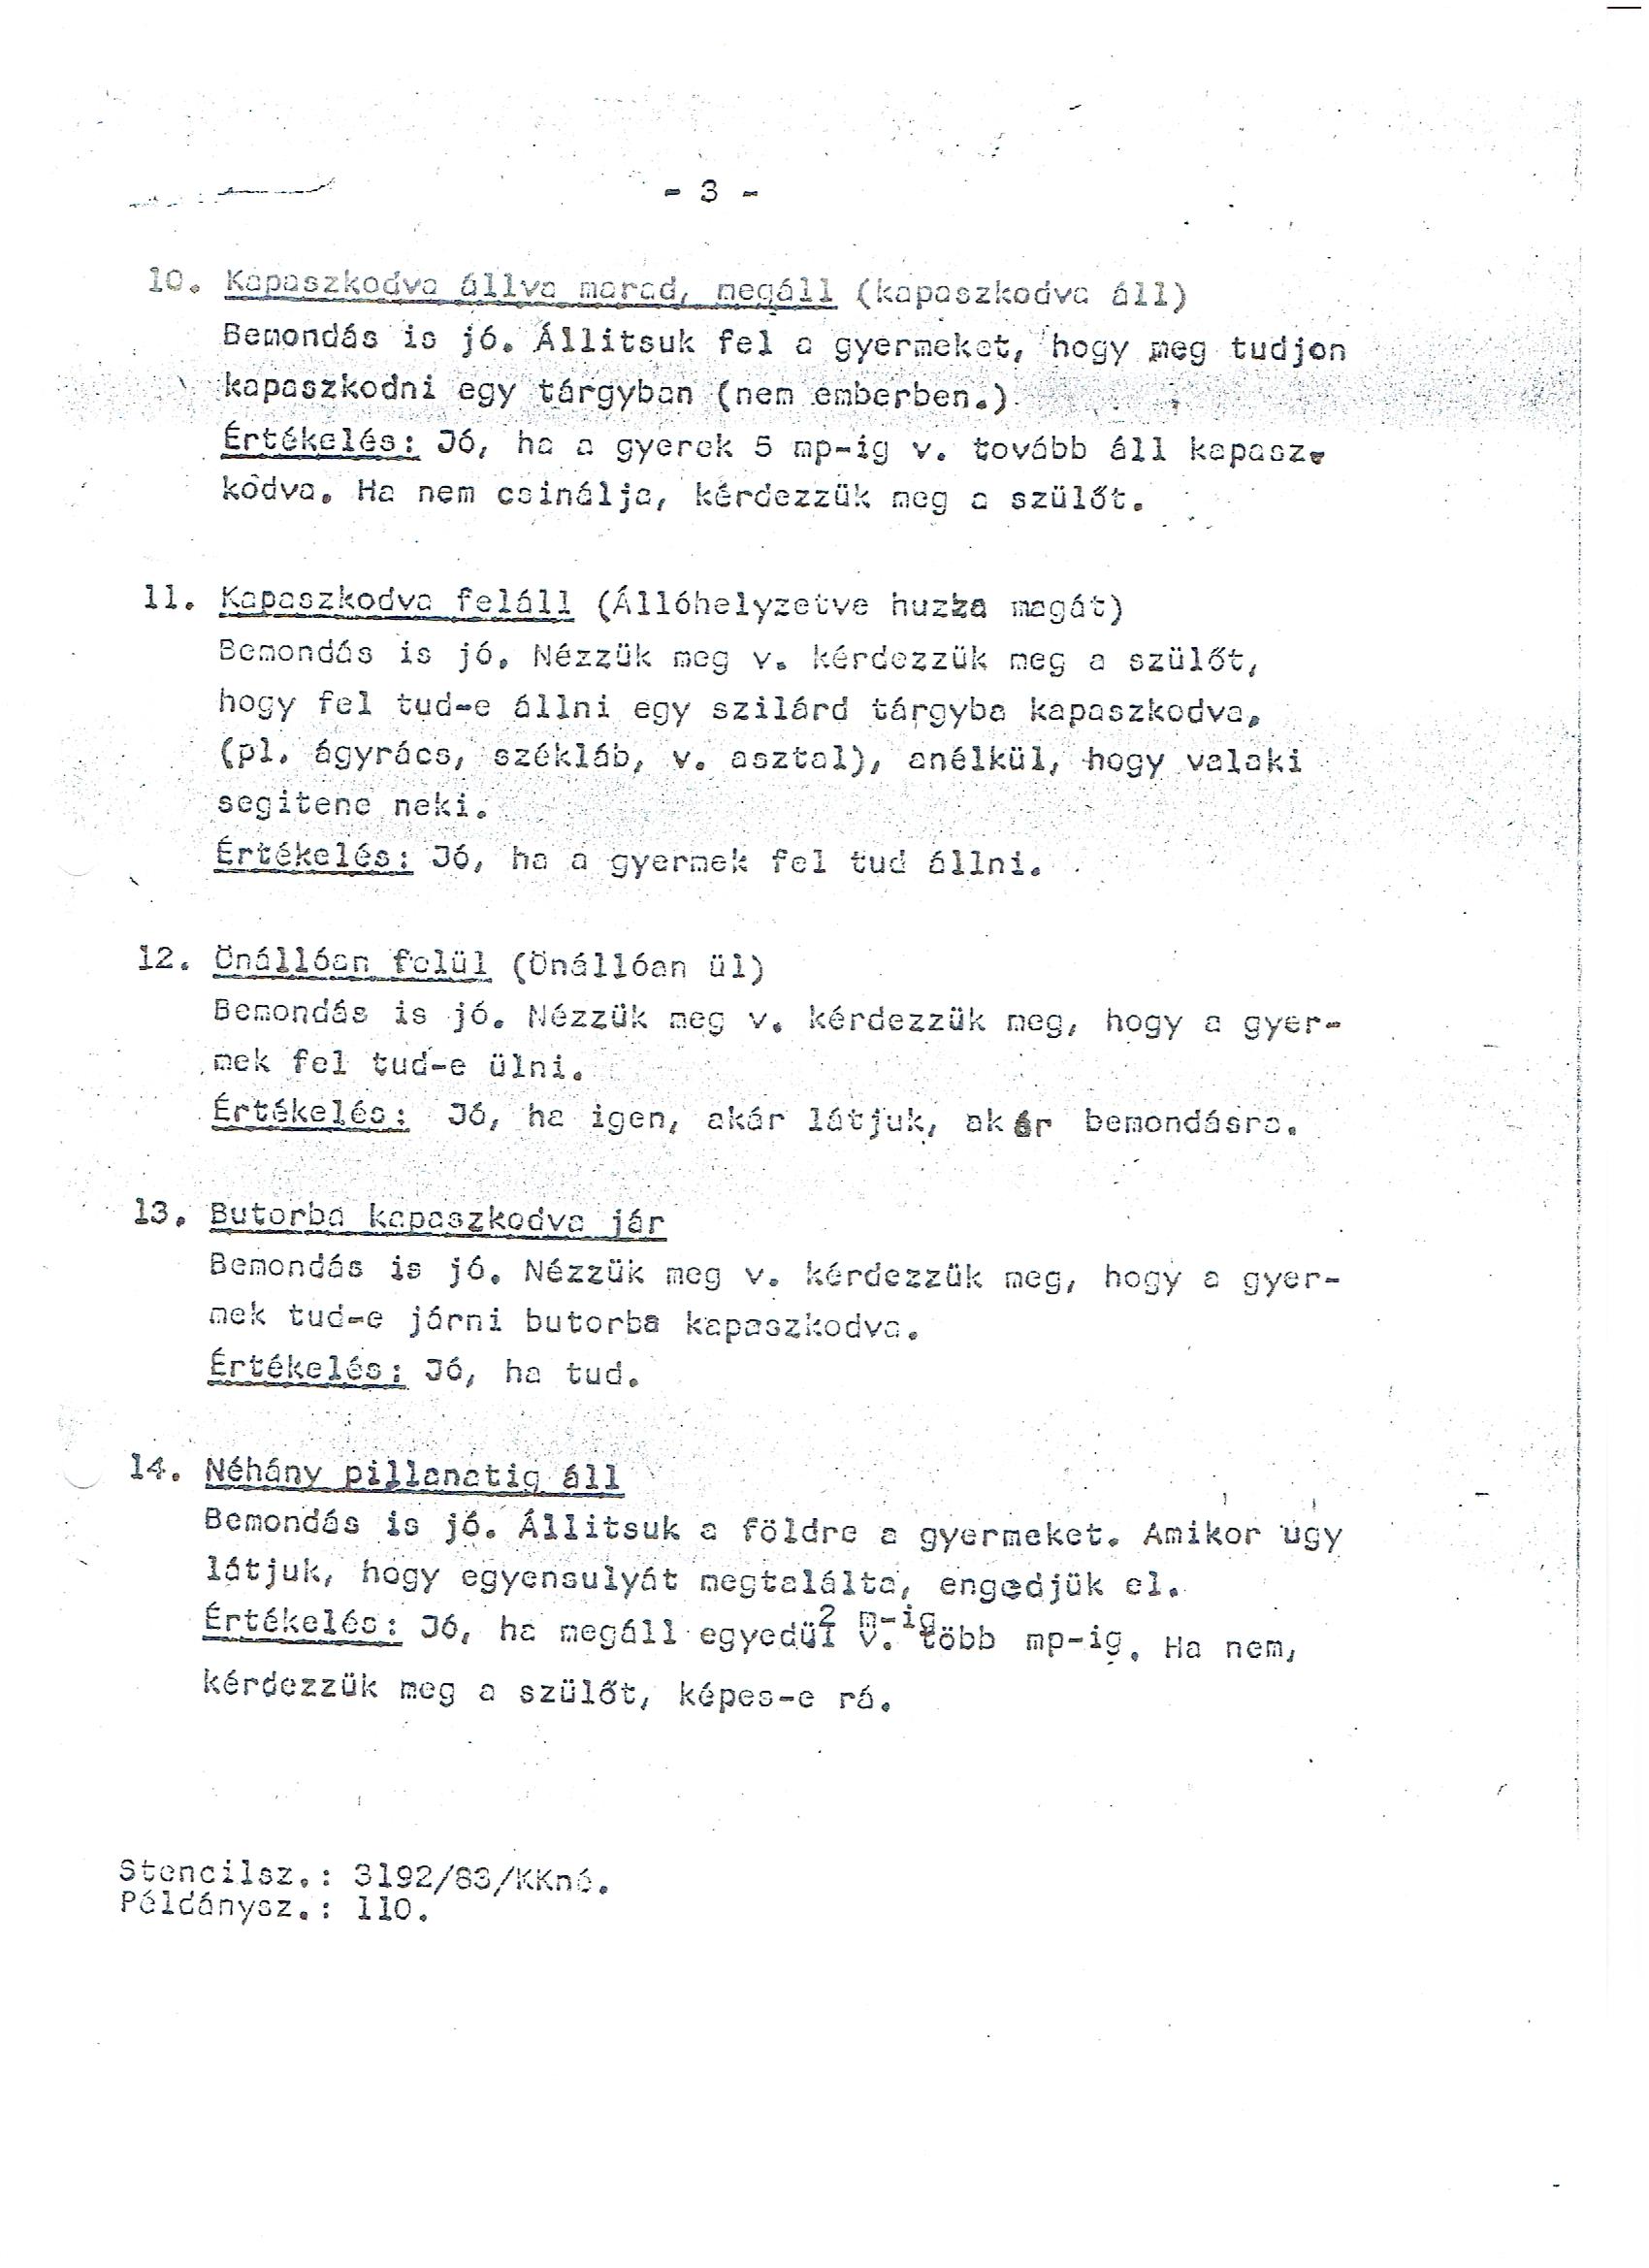 - 3 -
10. Kapaszkodva állva marad, megáll (kapaszkodva áll)
Bemondás is jó. Állitsuk fel a gyermeket, hogy meg tudjon
kapaszkodni egy tárgyban (nem emberben.)
Értékelés: Jó, ha a gyerek 5 mp-ig v. tovább áll kapasz-
kodva. Ha nem csinálja, kérdezzük meg a szülőt.
11. Kapaszkodva feláll (Állóhelyzetve huzza magát)
Bemondás is jó. Nézzük meg v. kérdezzük meg a szülőt,
hogy fel tud-e állni egy szilárd tárgyba kapaszkodva,
(pl. ágyrács, székláb, v. asztal), anélkül, hogy valaki
segitene neki.
Értékelés: Jó, ha a gyermek fel tud állni.
12. Önállóan felül (Önállóan ül)
Bemondás is jó. Nézzük meg v. kérdezzük meg, hogy a gyer-
mek fel tud-e ülni.
Értékelés: Jó, ha igen, akár látjuk, akár bemondásra.
13. Butorba kapaszkodva jár
Bemondás is jó. Nézzük meg v. kérdezzük meg, hogy a gyer-
mek tud-e járni butorba kapaszkodva.
Értékelés: Jó, ha tud.
14. Néhány pillanatig áll
Bemondás is jó. Állitsuk a földre a gyermeket. Amikor ugy
látjuk, hogy egyensulyát megtalálta, engedjük el.
Értékelés: Jó, ha megáll egyedül 2 m-ig v. több mp-ig. Ha nem,
kérdezzük meg a szülőt, képes-e rá.
Stencilsz.: 3192/83/KKné.
Példánysz.: 110.